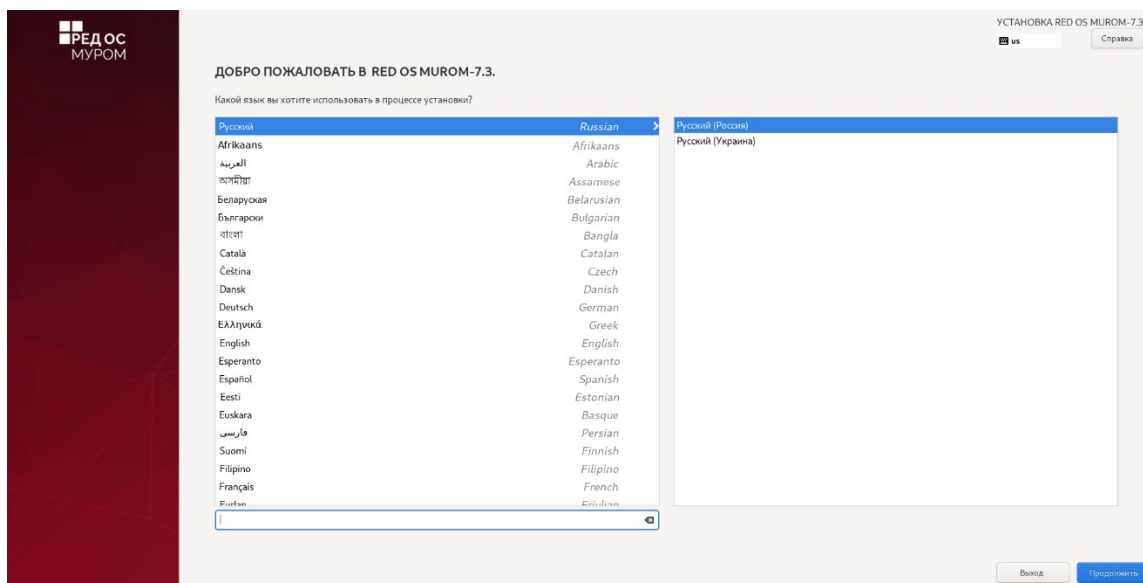 РЕД ОС
МУРОМ
УСТАНОВКА RED OS MUROM-7.3
us
Справка
ДОБРО ПОЖАЛОВАТЬ В RED OS MUROM-7.3.
Какой язык вы хотите использовать в процессе установки?
Русский Russian
Русский (Россия)
Afrikaans Afrikaans
Русский (Украина)
العربية Arabic
অসমীয়া Assamese
Беларуская Belarusian
Български Bulgarian
বাংলা Bangla
Català Catalan
Čeština Czech
Dansk Danish
Deutsch German
Ελληνικά Greek
English English
Esperanto Esperanto
Español Spanish
Eesti Estonian
Euskara Basque
فارسی Persian
Suomi Finnish
Filipino Filipino
Français French
Furlan Friulian
Выход
Продолжить